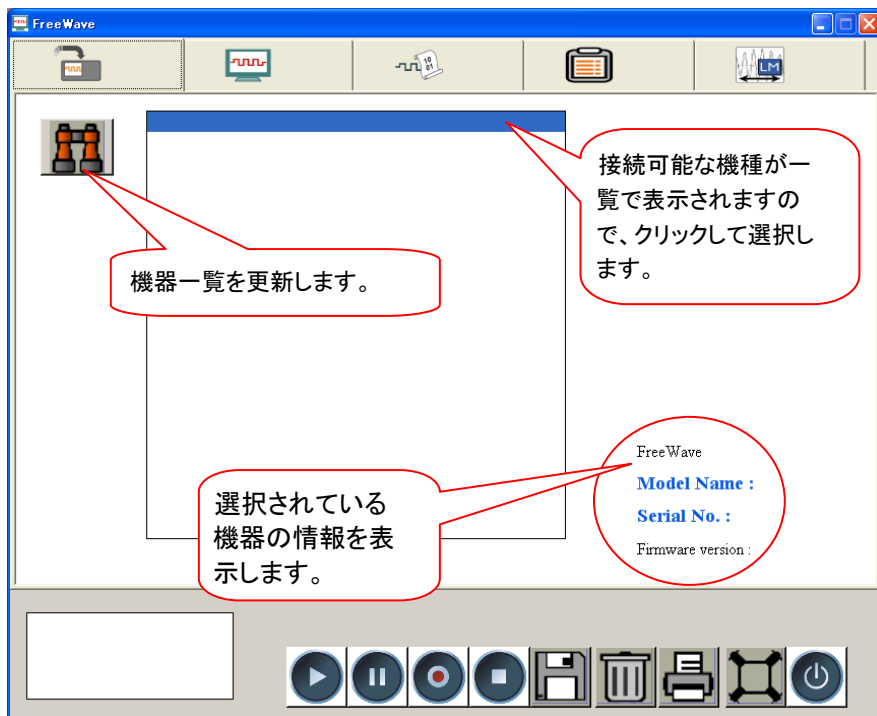 FreeWave
10
01
LM
接続可能な機種が一
覧で表示されますの
で、クリックして選択し
ます。
機器一覧を更新します。
選択されている
機器の情報を表
示します。
FreeWave
Model Name :
Serial No. :
Firmware version :